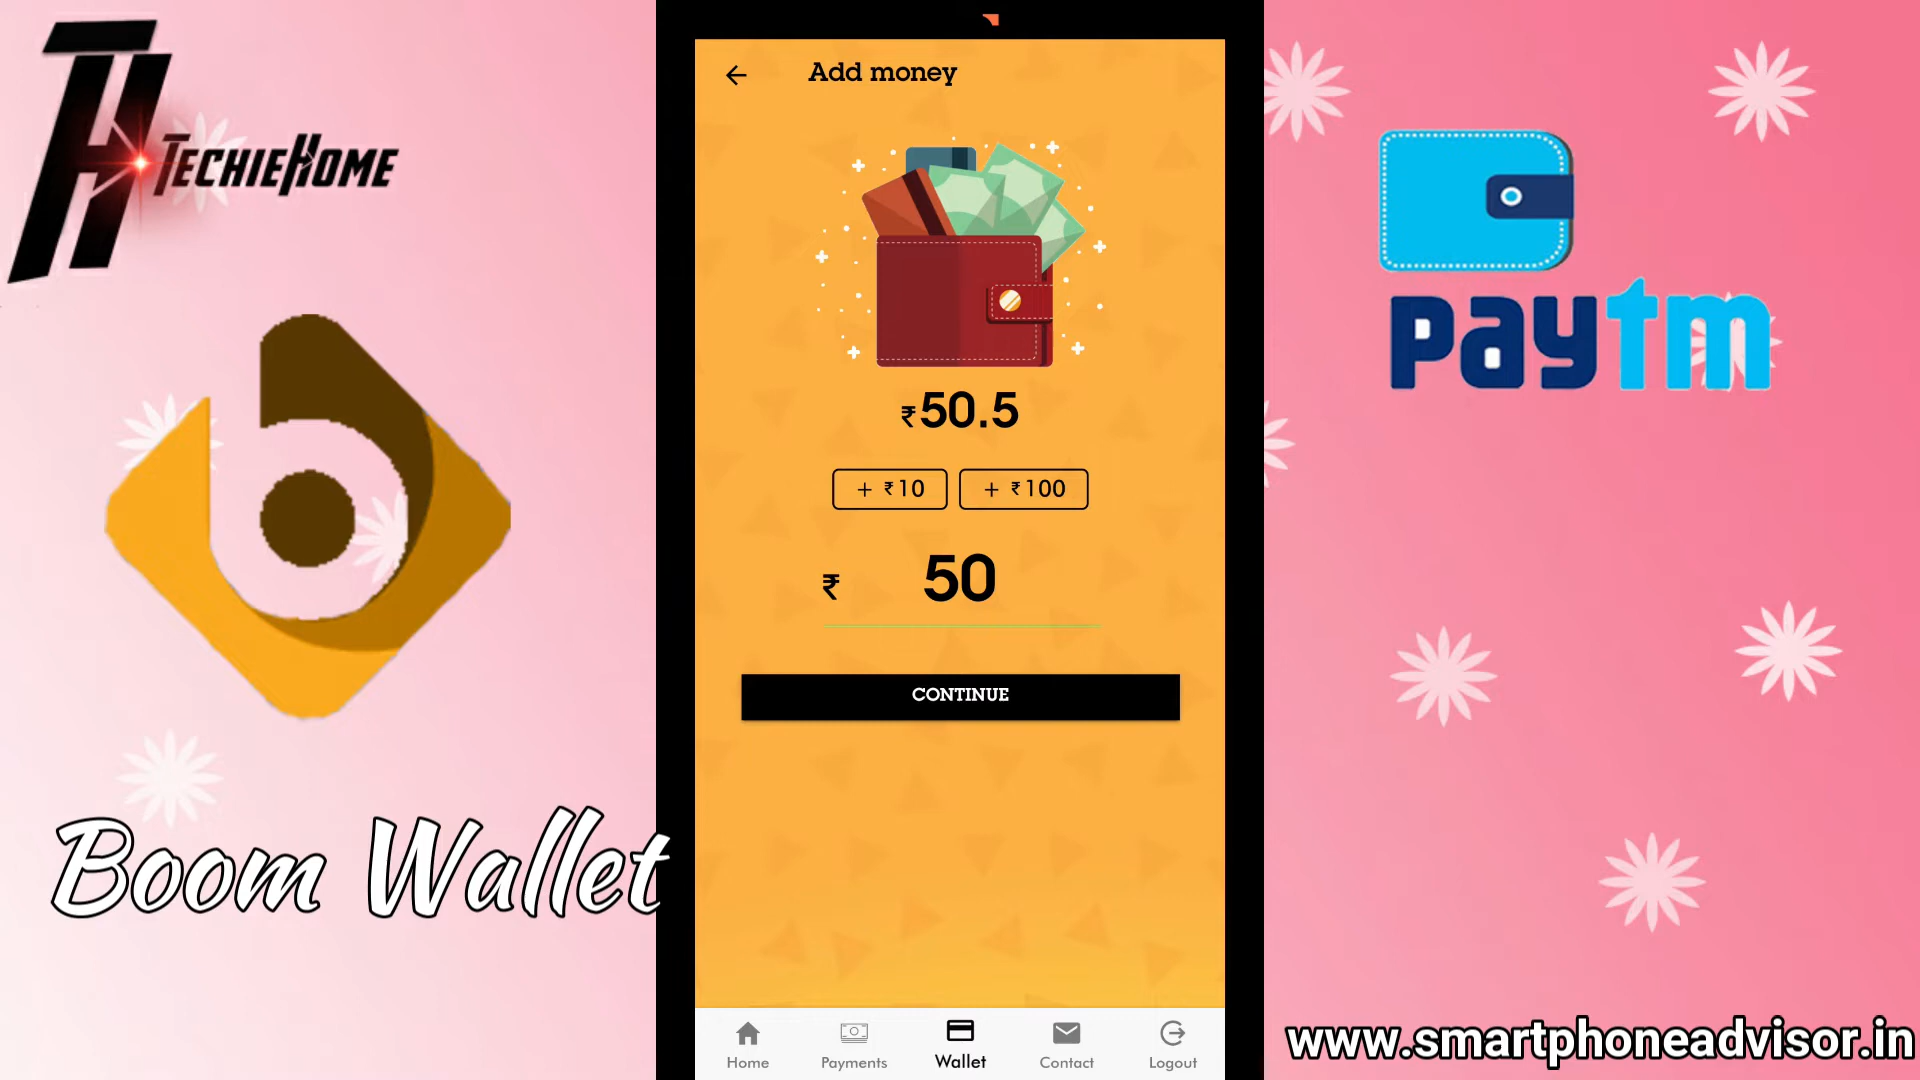 TECHIEHOME
Boom Wallet
Add money
₹50.5
+ ₹10
+ ₹100
₹ 50
CONTINUE
Home
Payments
Wallet
Contact
Logout
paytm
www.smartphoneadvisor.in